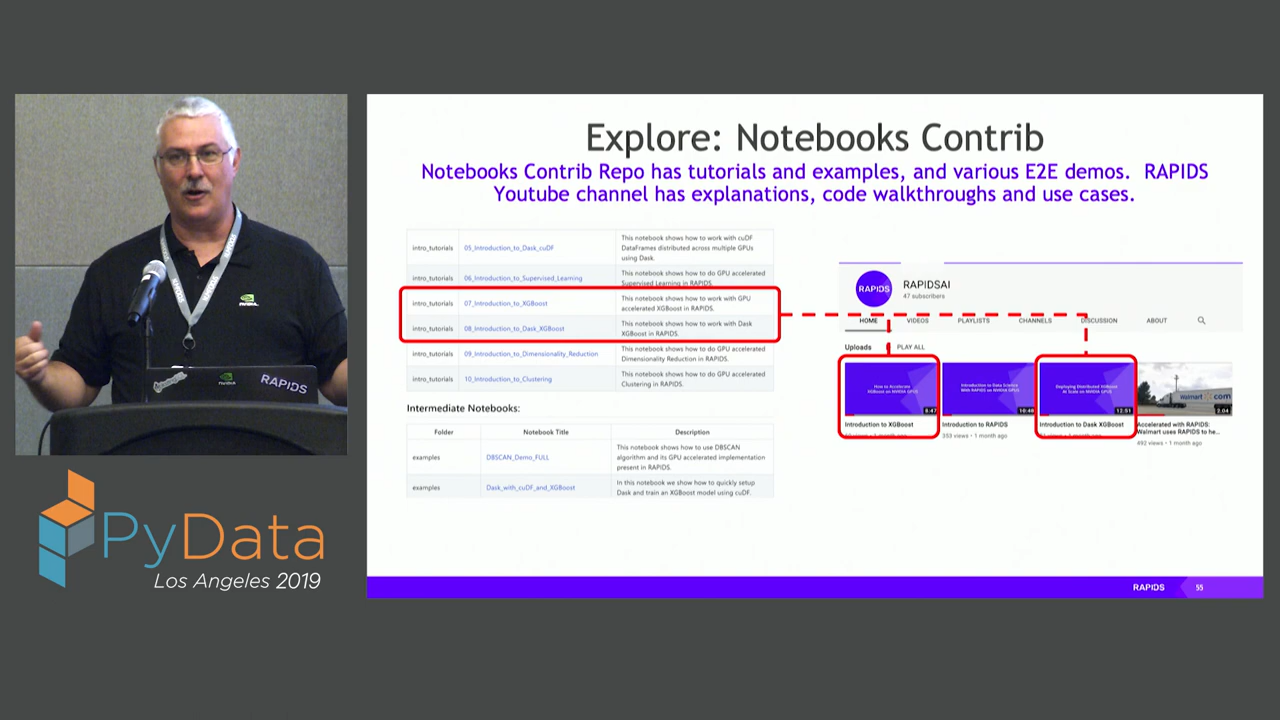 Explore: Notebooks Contrib
Notebooks Contrib Repo has tutorials and examples, and various E2E demos. RAPIDS
Youtube channel has explanations, code walkthroughs and use cases.
intro_tutorials 05_Introduction_to_Dask_cuDF This notebook shows how to work with cuDF
DataFrames distributed across multiple GPUs
using Dask.
intro_tutorials 06_Introduction_to_Supervised_Learning This notebook shows how to do GPU accelerated
Supervised Learning in RAPIDS.
intro_tutorials 07_Introduction_to_XGBoost This notebook shows how to work with GPU
accelerated XGBoost in RAPIDS.
intro_tutorials 08_Introduction_to_Dask_XGBoost This notebook shows how to work with Dask
XGBoost in RAPIDS.
intro_tutorials 09_Introduction_to_Dimensionality_Reduction This notebook shows how to do GPU accelerated
Dimensionality Reduction in RAPIDS.
intro_tutorials 10_Introduction_to_Clustering This notebook shows how to do GPU accelerated
Clustering in RAPIDS.
Intermediate Notebooks:
Folder Notebook Title Description
examples DBSCAN_Demo_FULL This notebook shows how to use DBSCAN
algorithm and its GPU accelerated implementation
present in RAPIDS.
examples Dask_with_cuDF_and_XGBoost In this notebook we show how to quickly setup
Dask and train an XGBoost model using cuDF.
RAPIDS
RAPIDSAI
47 subscribers
HOME VIDEOS PLAYLISTS CHANNELS DISCUSSION ABOUT
Uploads PLAY ALL
How to Accelerate
XGBoost on NVIDIA GPUS
8:47
Introduction to XGBoost
Introduction to Data Science
With RAPIDS on NVIDIA GPUS
10:48
Introduction to RAPIDS
353 views • 1 month ago
Deploying Distributed XGBoost
At Scale on NVIDIA GPUS
12:51
Introduction to Dask XGBoost
Walmart com
2:04
Accelerated with RAPIDS:
Walmart uses RAPIDS to he...
492 views • 1 month ago
RAPIDS 55
nVIDIA
RAPIDS
PyData
Los Angeles 2019